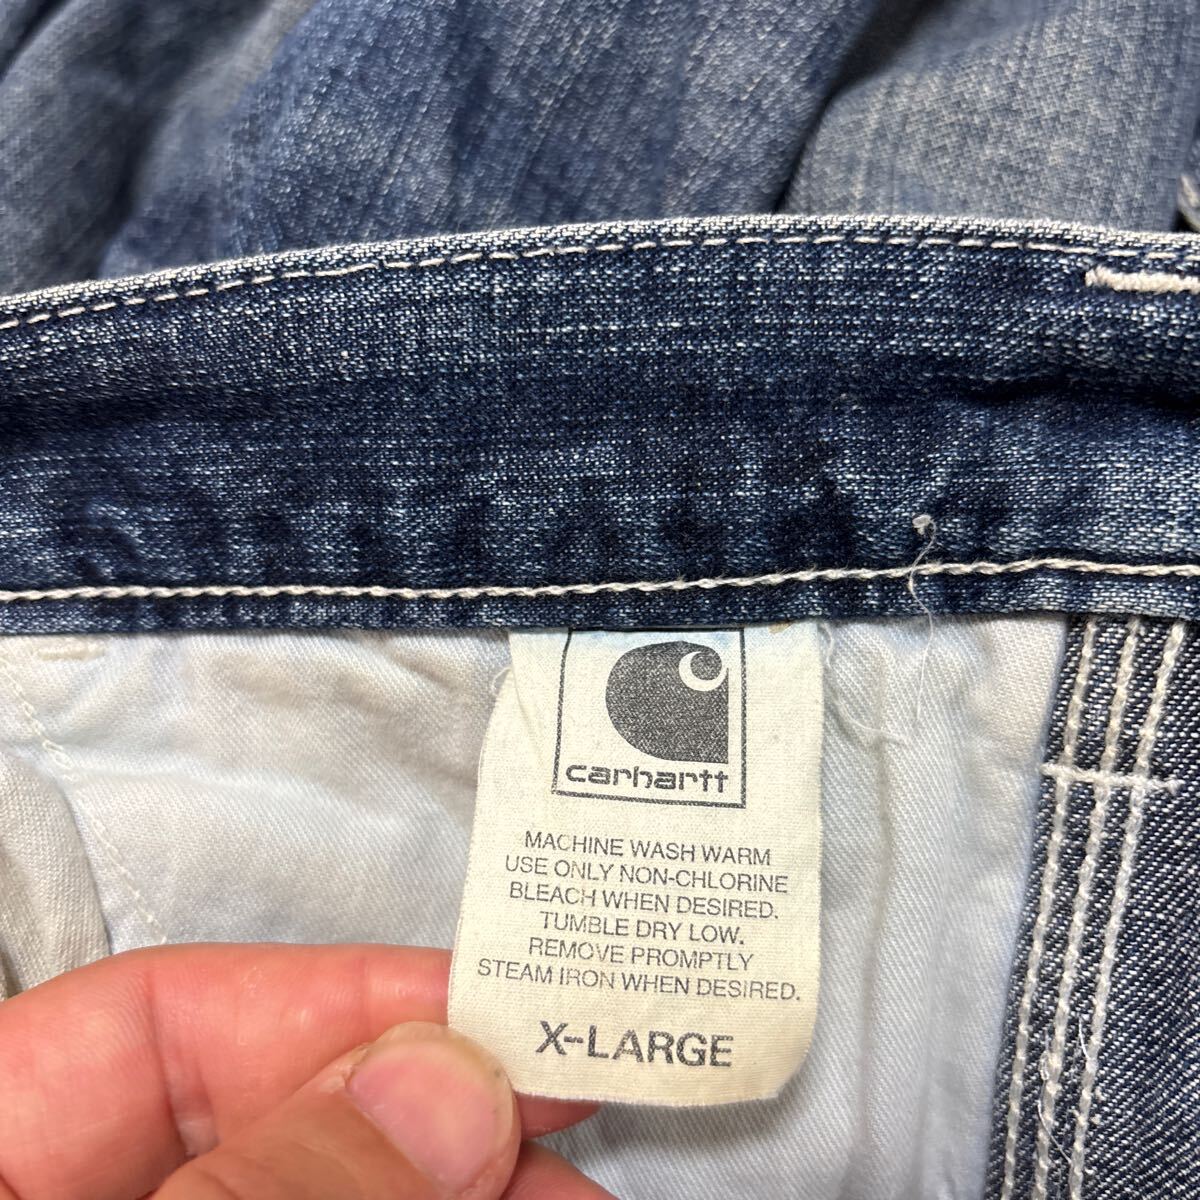 carhartt
MACHINE WASH WARM
USE ONLY NON-CHLORINE
BLEACH WHEN DESIRED.
TUMBLE DRY LOW.
REMOVE PROMPTLY
STEAM IRON WHEN DESIRED.
X-LARGE